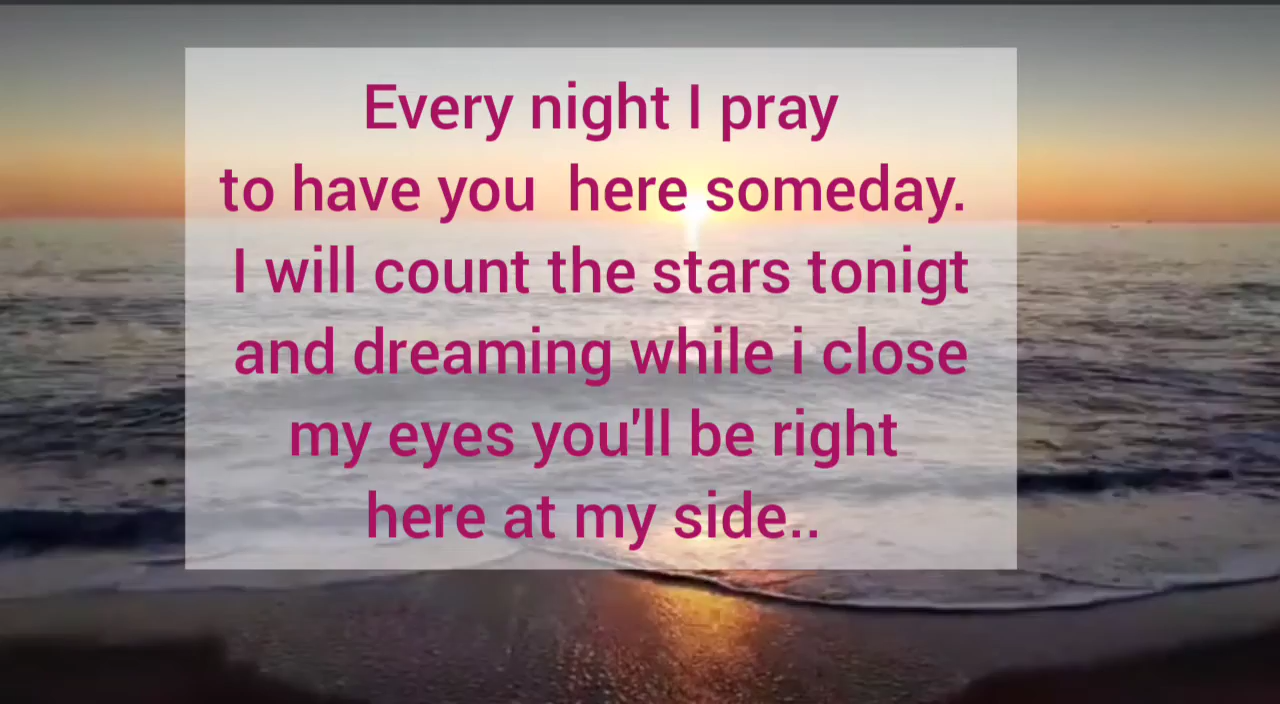 Every night I pray
to have you  here someday.
I will count the stars tonigt
and dreaming while i close
my eyes you'll be right
here at my side..